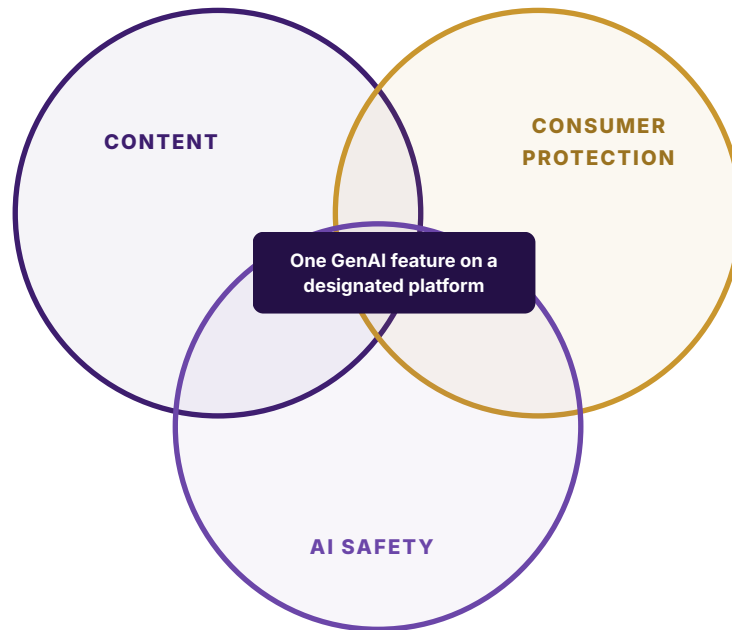 CONTENT
CONSUMER
PROTECTION
One GenAI feature on a
designated platform
AI SAFETY